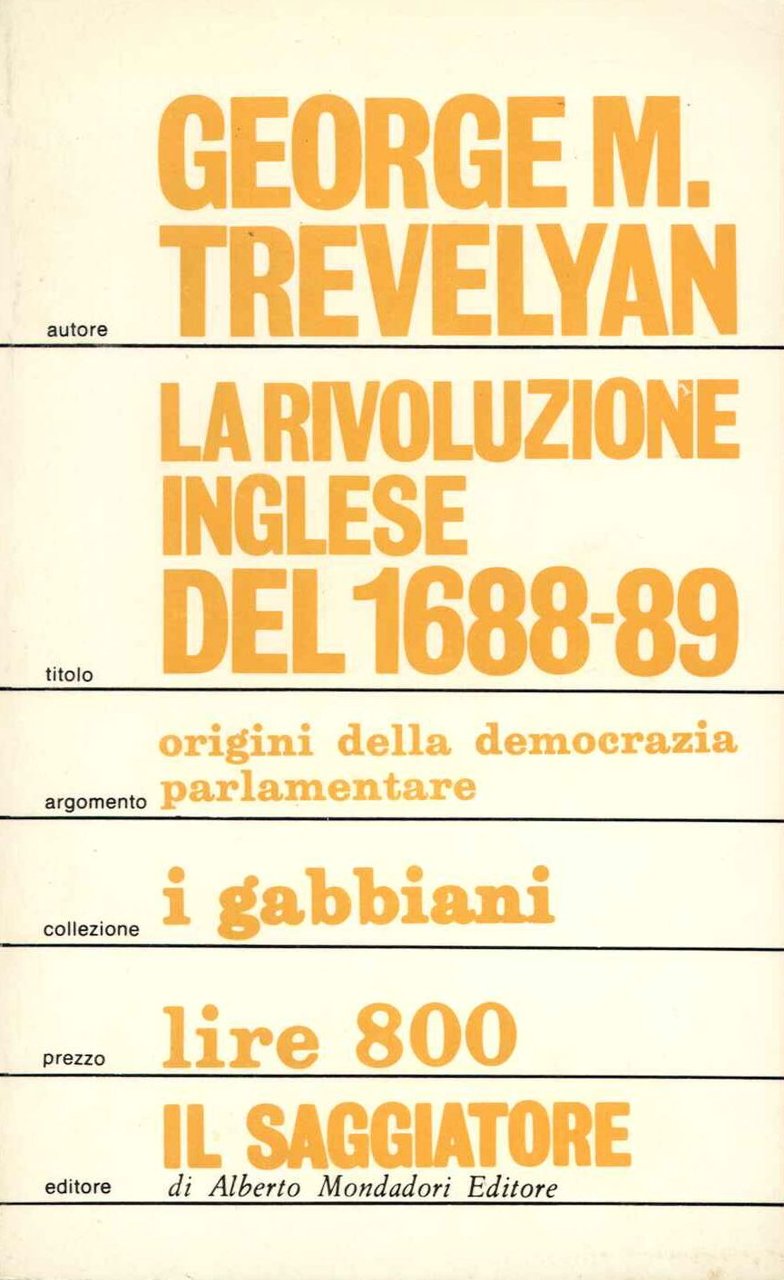 GEORGE M.
TREVELYAN
autore
LA RIVOLUZIONE
INGLESE
DEL 1688-89
titolo
origini della democrazia
parlamentare
argomento
i gabbiani
collezione
lire 800
prezzo
IL SAGGIATORE
di Alberto Mondadori Editore
editore